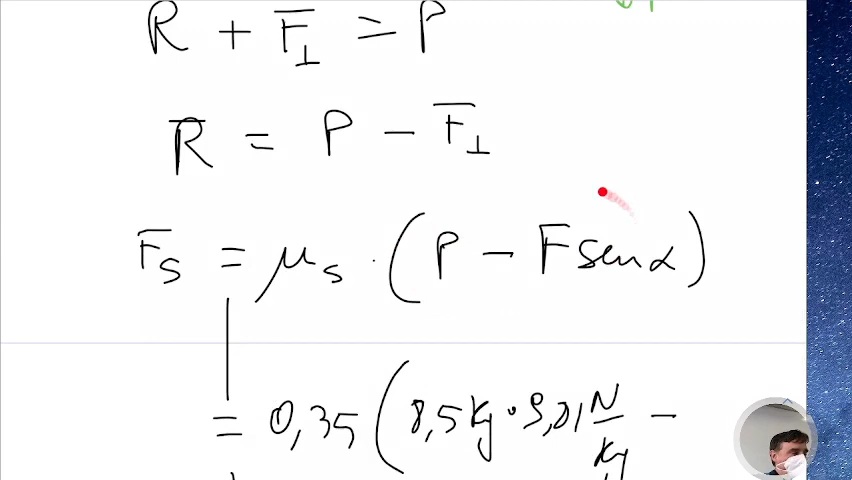 R + F⊥ = P
R = P - F⊥
Fs = μs · (P - F sen α)
= 0,35 (8,5 Kg · 9,81 N/Kg -